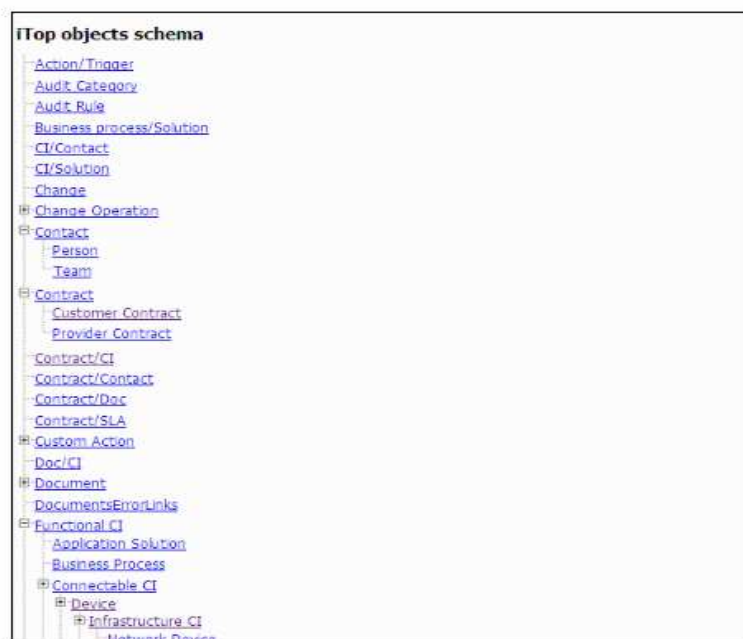 iTop objects schema
Action/Trigger
Audit Category
Audit Rule
Business process/Solution
CI/Contact
CI/Solution
Change
Change Operation
Contact
Person
Team
Contract
Customer Contract
Provider Contract
Contract/CI
Contract/Contact
Contract/Doc
Contract/SLA
Custom Action
Doc/CI
Document
DocumentsErrorLinks
Functional CI
Application Solution
Business Process
Connectable CI
Device
Infrastructure CI
Network Device